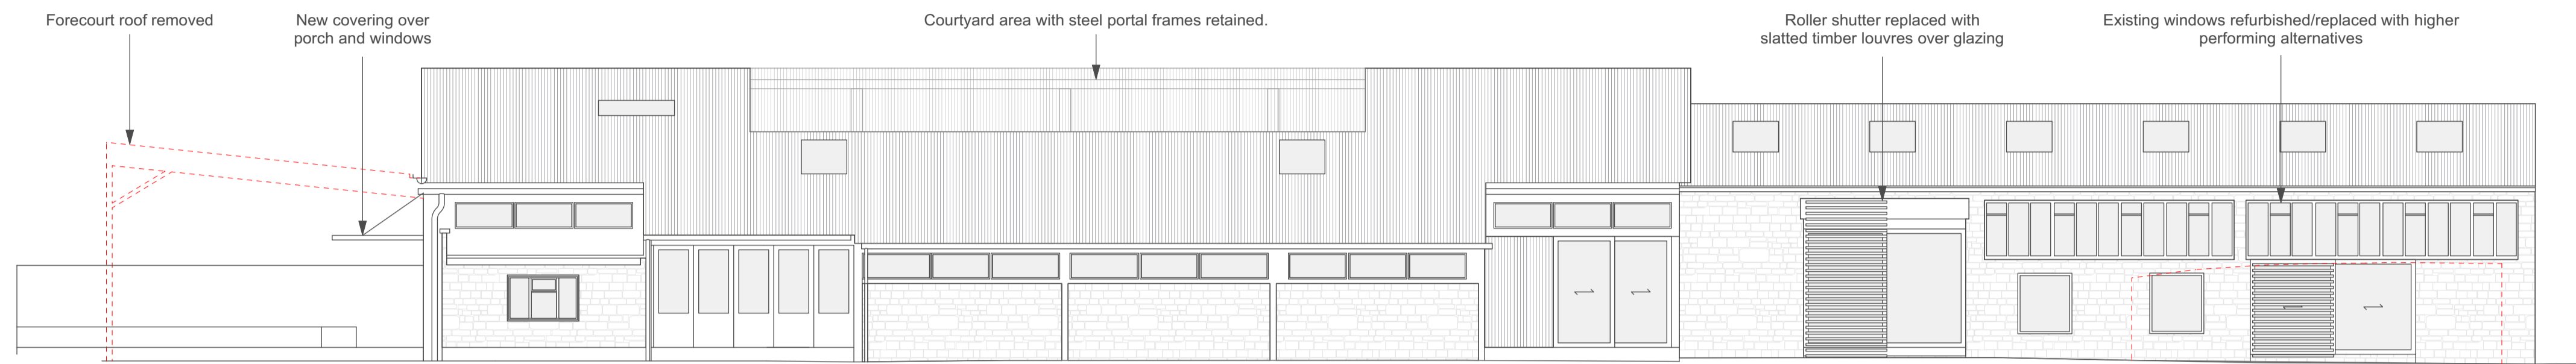 Forecourt roof removed
New covering over
porch and windows
Courtyard area with steel portal frames retained.
Roller shutter replaced with
slatted timber louvres over glazing
Existing windows refurbished/replaced with higher
performing alternatives